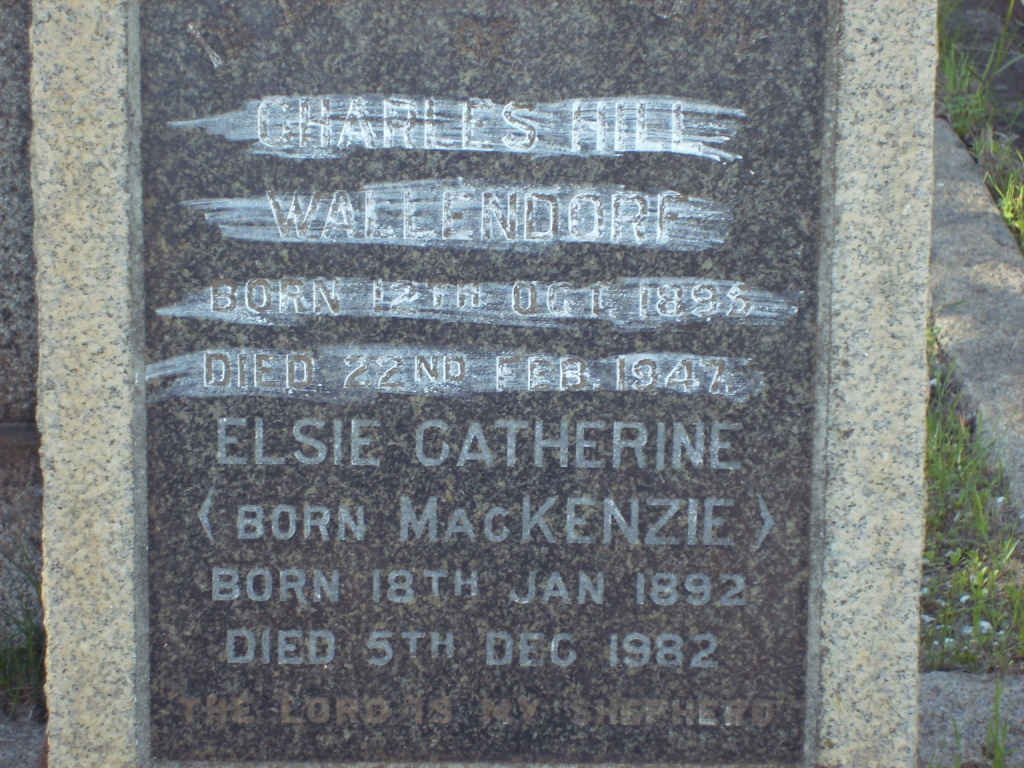 CHARLES HILL
WALLENDORF
BORN 12TH OCT. 1895
DIED 22ND FEB. 1947.
ELSIE CATHERINE
(BORN MACKENZIE)
BORN 18TH JAN 1892
DIED 5TH DEC 1982
"THE LORD IS MY SHEPHERD"